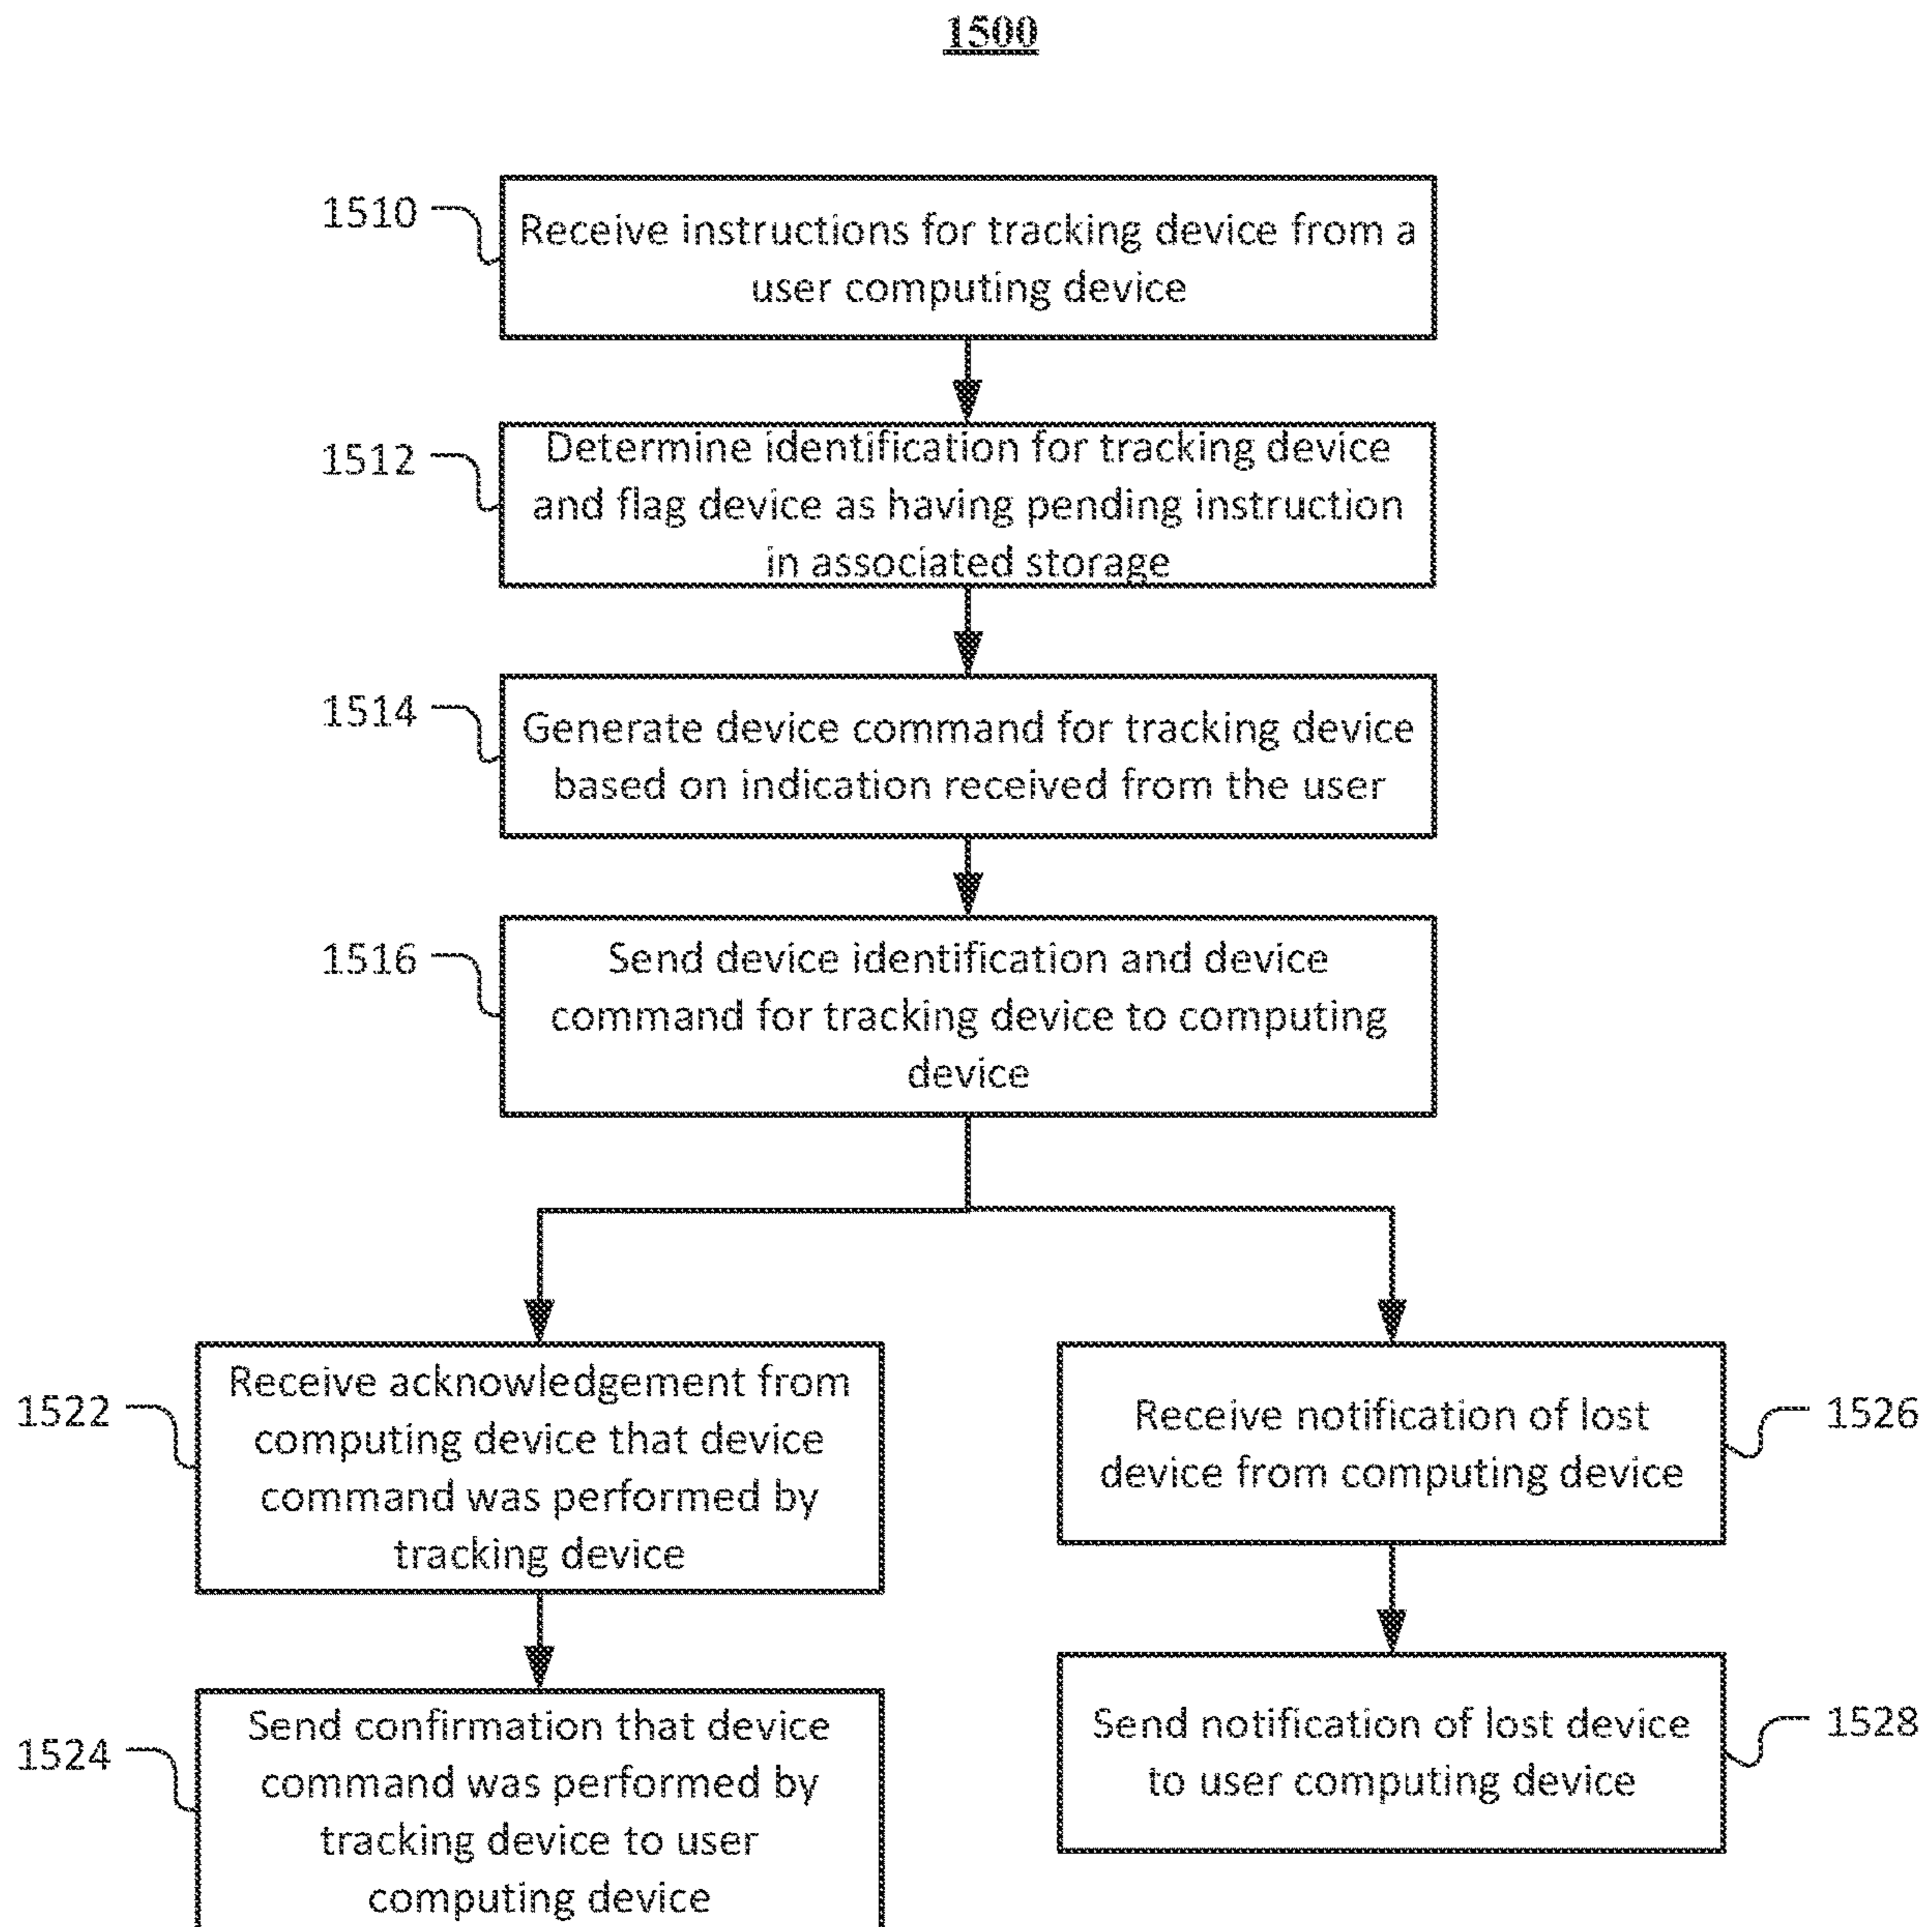 1500
1510
Receive instructions for tracking device from a
user computing device
1512
Determine identification for tracking device
and flag device as having pending instruction
in associated storage
1514
Generate device command for tracking device
based on indication received from the user
1516
Send device identification and device
command for tracking device to computing
device
1522
Receive acknowledgement from
computing device that device
command was performed by
tracking device
1524
Send confirmation that device
command was performed by
tracking device to user
computing device
Receive notification of lost
device from computing device
1526
Send notification of lost device
to user computing device
1528